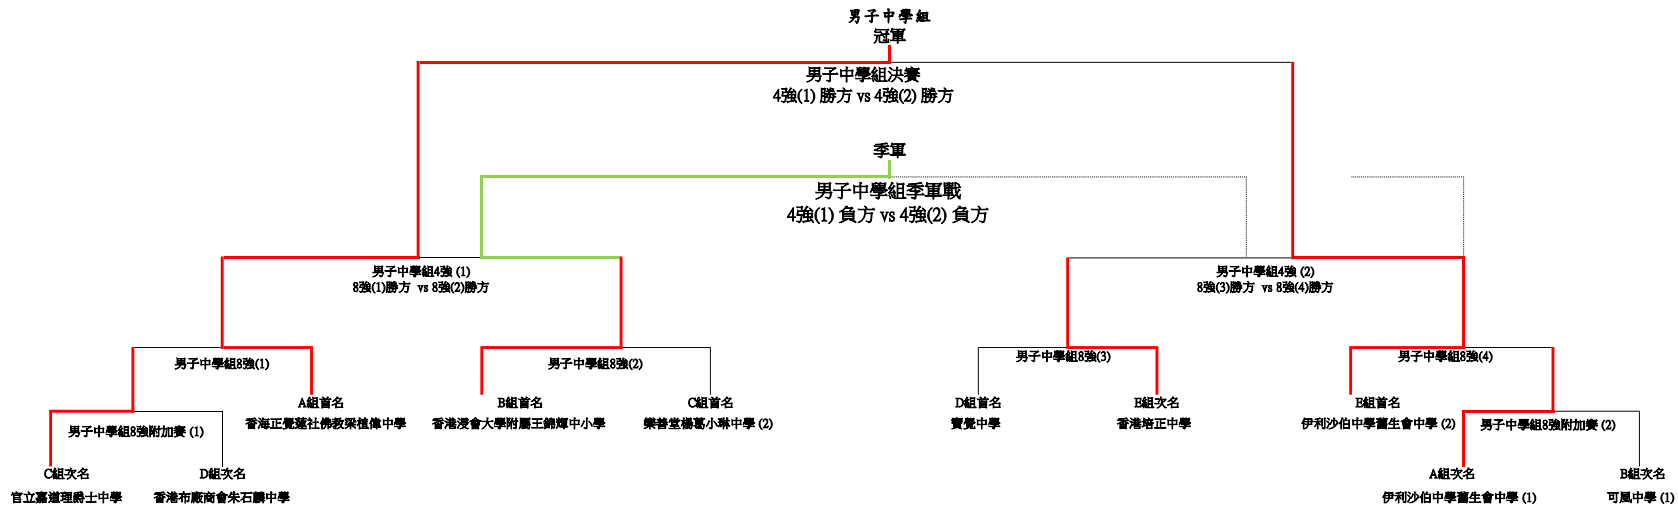 男子中學組
冠軍
男子中學組決賽
4強(1) 勝方 vs 4強(2) 勝方
季軍
男子中學組季軍戰
4強(1) 負方 vs 4強(2) 負方
男子中學組4強 (1)
8強(1)勝方 vs 8強(2)勝方
男子中學組4強 (2)
8強(3)勝方 vs 8強(4)勝方
男子中學組8強(1)
男子中學組8強(2)
男子中學組8強(3)
男子中學組8強(4)
A組首名
香海正覺蓮社佛教梁植偉中學
B組首名
香港浸會大學附屬王錦輝中小學
C組首名
樂善堂楊葛小琳中學 (2)
D組首名
寶覺中學
E組次名
香港培正中學
E組首名
伊利沙伯中學舊生會中學 (2)
男子中學組8強附加賽 (1)
男子中學組8強附加賽 (2)
C組次名
官立嘉道理爵士中學
D組次名
香港布廠商會朱石麟中學
A組次名
伊利沙伯中學舊生會中學 (1)
B組次名
可風中學 (1)